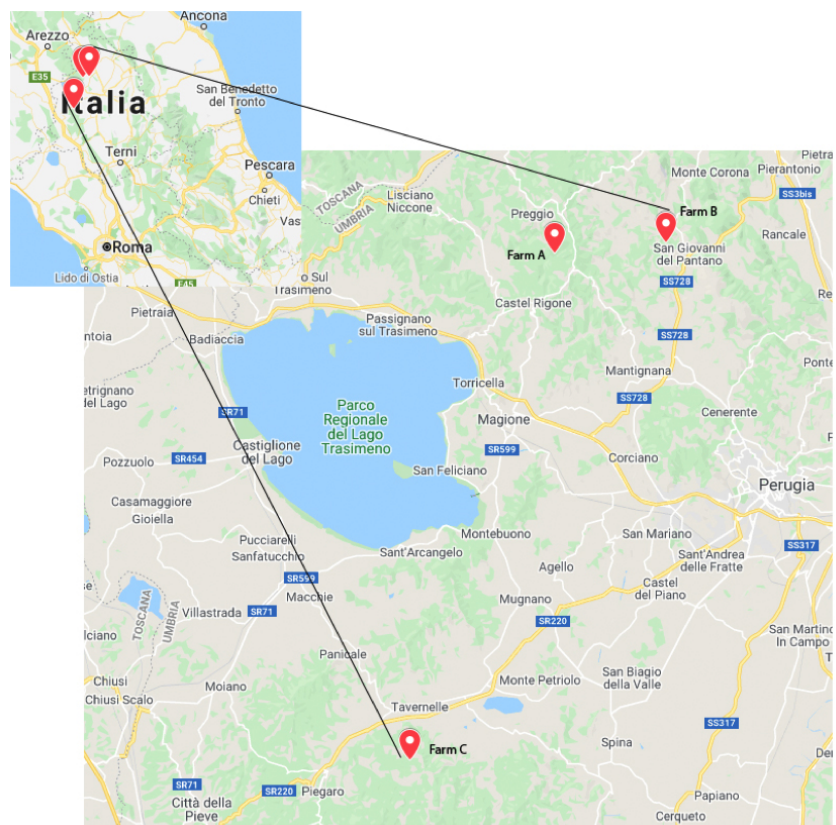 Ancona
Arezzo
E35
Italia
San Benedetto
del Tronto
Terni
Pescara
Chieti
Vas
Roma
Lido di Ostia
E45
Pietra
Monte Corona
Pierantonio
SS3bis
TOSCANA
UMBRIA
Lisciano
Niccone
Preggio
Farm B
Farm A
San Giovanni
del Pantano
Rancale
SS728
Re
o Sul
Trasimeno
Castel Rigone
Pietraia
Passignano
sul Trasimeno
ntoia
Badiaccia
SS728
Ponte
Mantignana
etrignano
del Lago
Torricella
SS728
Parco
Regionale
del Lago
Trasimeno
SR71
Magione
Cenerente
Castiglione
del Lago
SR599
Pozzuolo
SR454
Corciano
San Feliciano
Perugia
Casamaggiore
Gioiella
Montebuono
San Mariano
Pucciarelli
Sanfatucchio
Sant'Arcangelo
SS317
Sant'Andrea
delle Fratte
Agello
se
SR599
Macchie
Castel
del Piano
TOSCANA
UMBRIA
Villastrada
SR71
Mugnano
SR220
lciano
San Martino
In Campo
T
Panicale
San Biagio
della Valle
Chiusi
Chiusi Scalo
Moiano
Monte Petriolo
Tavernelle
SS317
Farm C
Spina
Der
SR71
SR220
Piegaro
Città della
Pieve
Papiano
Cerqueto